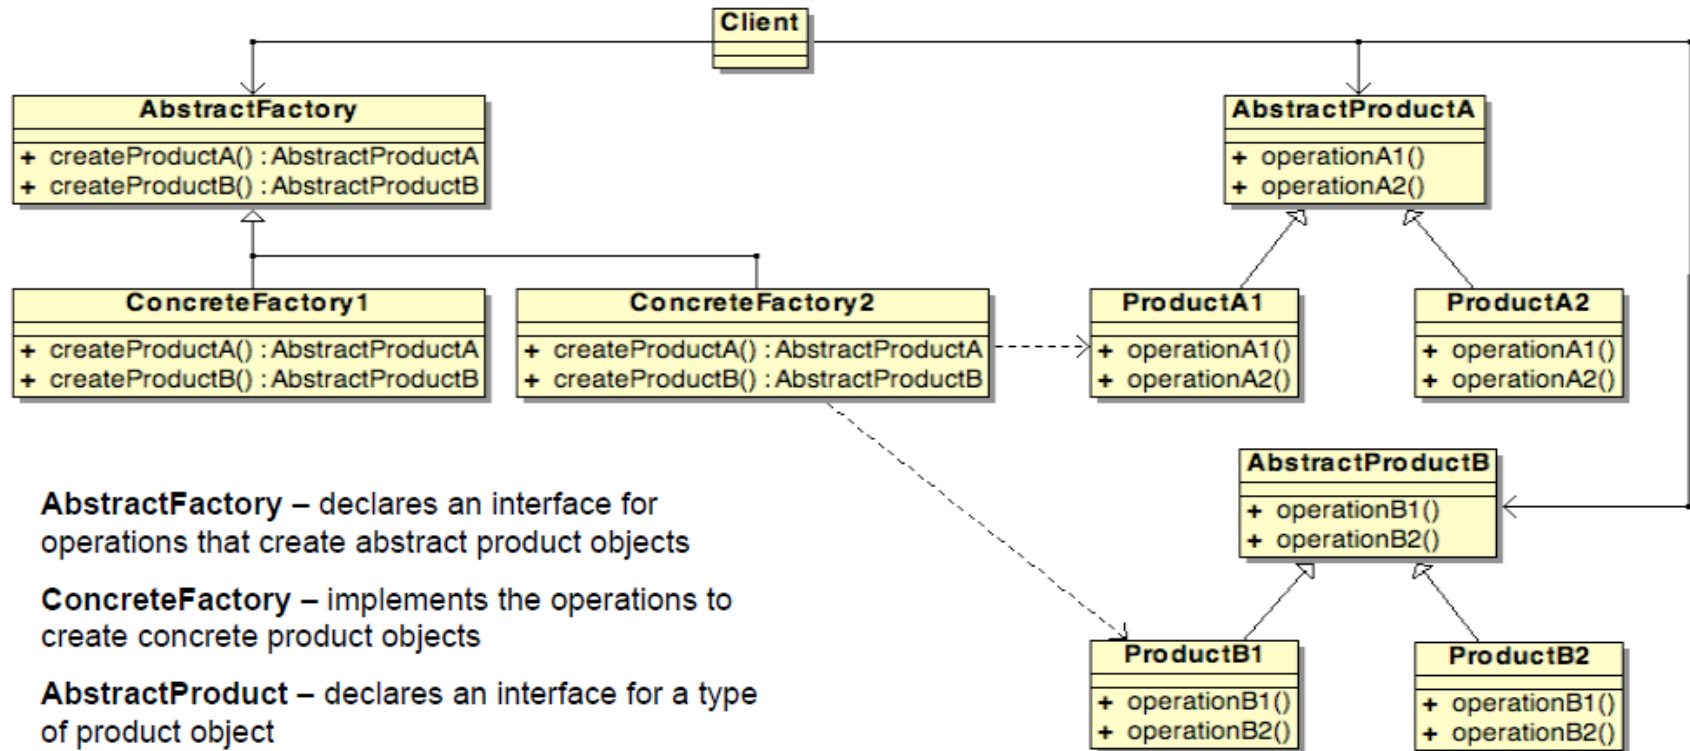 Client
AbstractFactory
+ createProductA() : AbstractProductA
+ createProductB() : AbstractProductB
AbstractProductA
+ operationA1()
+ operationA2()
ConcreteFactory1
+ createProductA() : AbstractProductA
+ createProductB() : AbstractProductB
ConcreteFactory2
+ createProductA() : AbstractProductA
+ createProductB() : AbstractProductB
ProductA1
+ operationA1()
+ operationA2()
ProductA2
+ operationA1()
+ operationA2()
AbstractProductB
+ operationB1()
+ operationB2()
AbstractFactory – declares an interface for
operations that create abstract product objects
ConcreteFactory – implements the operations to
create concrete product objects
AbstractProduct – declares an interface for a type
of product object
ProductB1
+ operationB1()
+ operationB2()
ProductB2
+ operationB1()
+ operationB2()